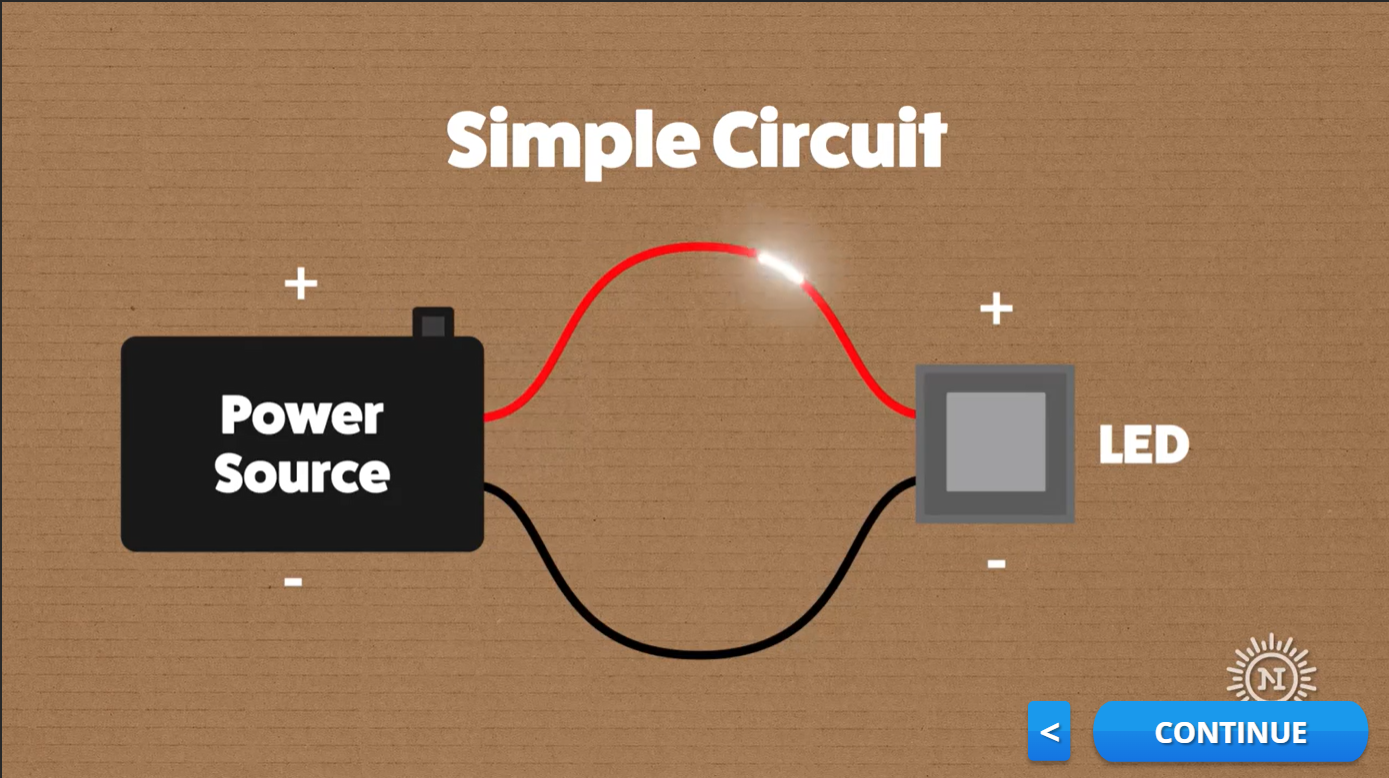 Simple Circuit
+
+
Power
Source
LED
-
-
N
<
CONTINUE